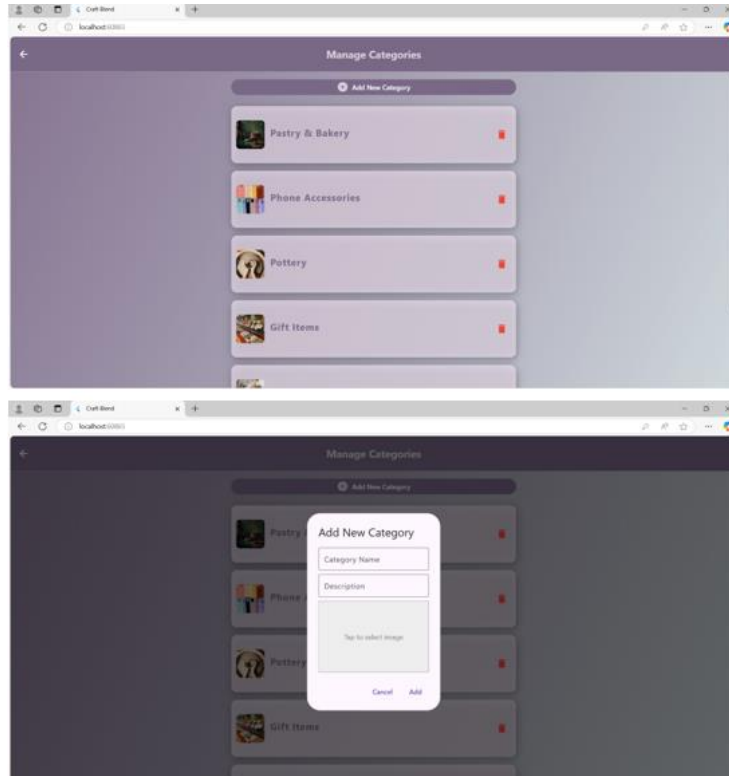 Craft Blend
localhost:60865
Manage Categories
Add New Category
Pastry & Bakery
Phone Accessories
Pottery
Gift Items
Craft Blend
localhost:60865
Manage Categories
Add New Category
Pastry
Add New Category
Phone
Category Name
Description
Tap to select image
Pottery
Cancel Add
Gift Items